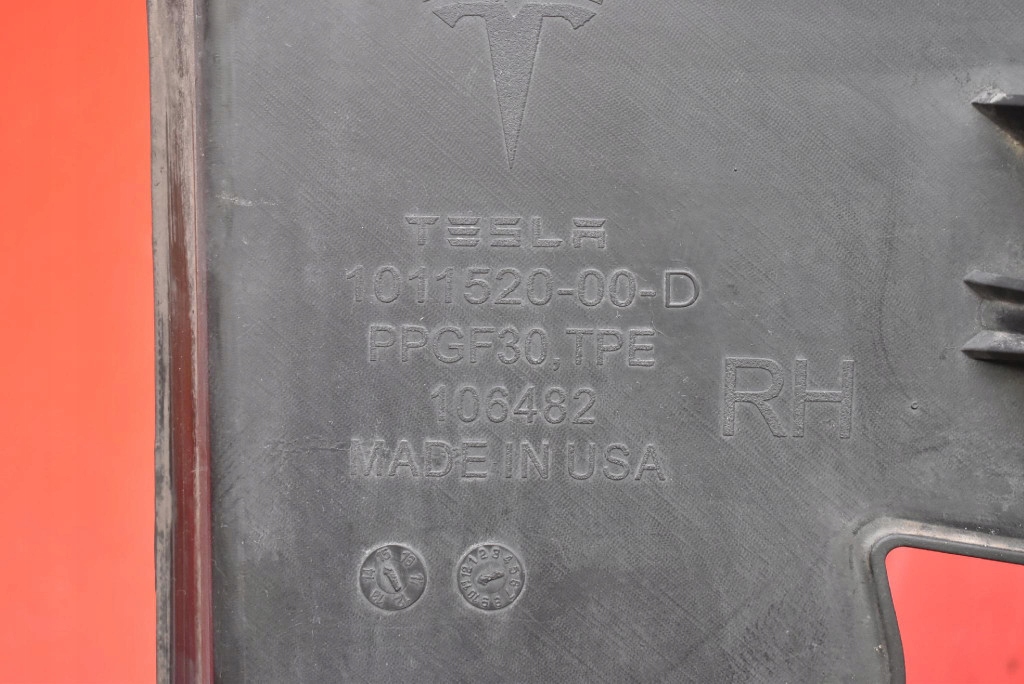 TESLA
1011520-00-D
PPGF30,TPE
106482
RH
MADE IN USA